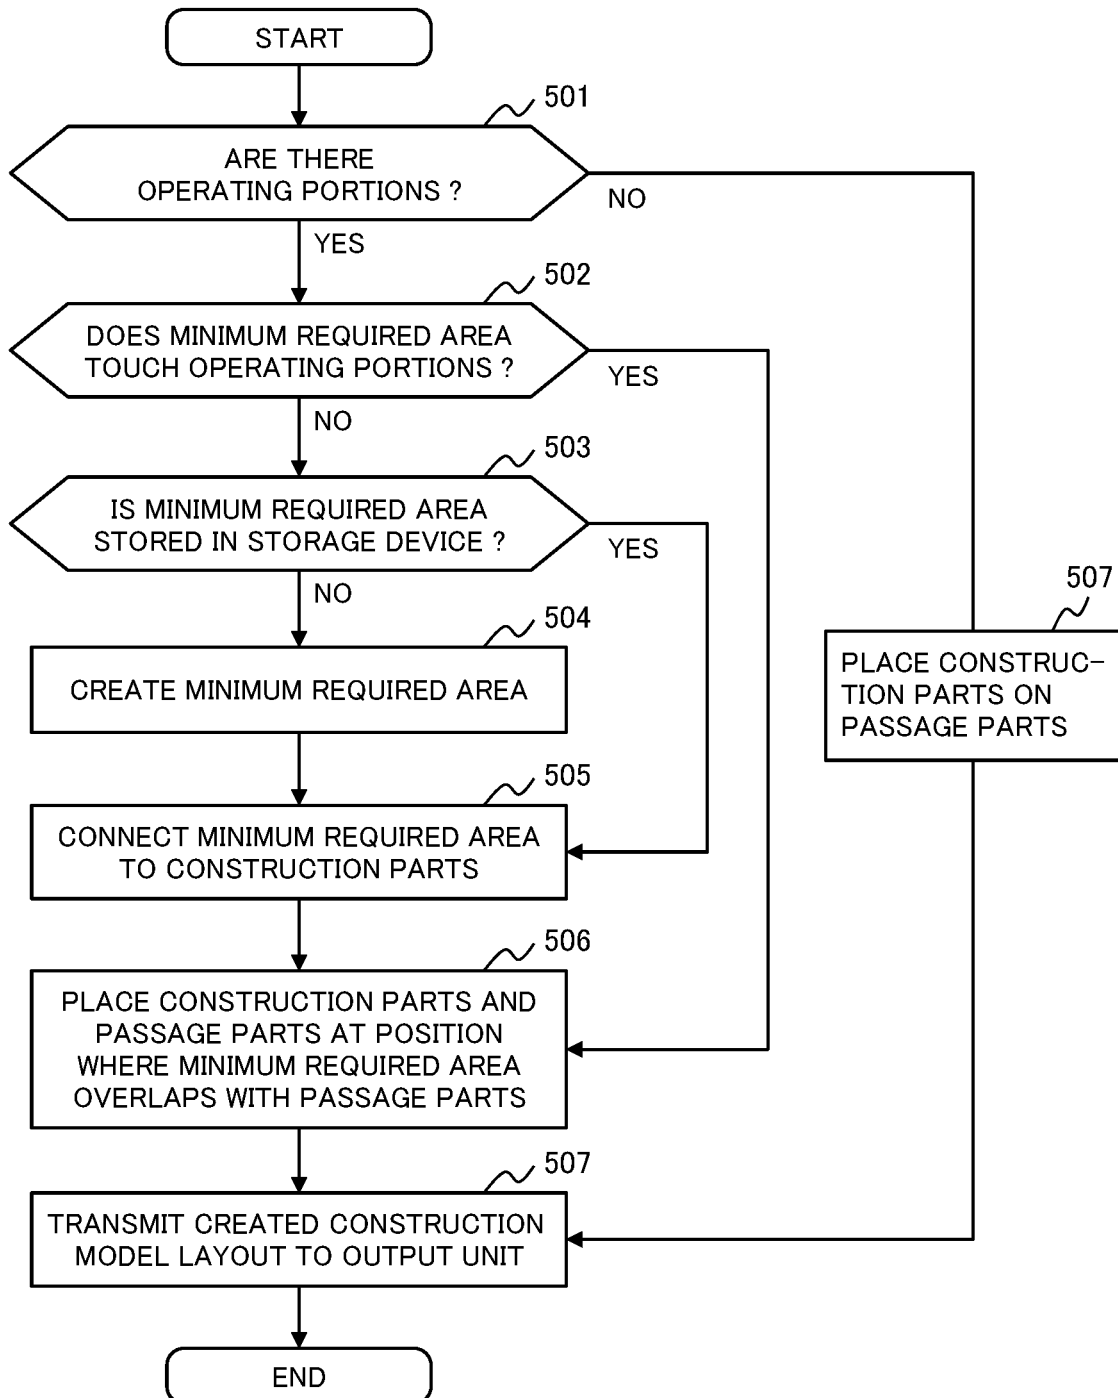 START
501
ARE THERE
OPERATING PORTIONS ?
NO
YES
502
DOES MINIMUM REQUIRED AREA
TOUCH OPERATING PORTIONS ?
YES
NO
503
IS MINIMUM REQUIRED AREA
STORED IN STORAGE DEVICE ?
YES
NO
507
PLACE CONSTRUC-
TION PARTS ON
PASSAGE PARTS
504
CREATE MINIMUM REQUIRED AREA
505
CONNECT MINIMUM REQUIRED AREA
TO CONSTRUCTION PARTS
506
PLACE CONSTRUCTION PARTS AND
PASSAGE PARTS AT POSITION
WHERE MINIMUM REQUIRED AREA
OVERLAPS WITH PASSAGE PARTS
507
TRANSMIT CREATED CONSTRUCTION
MODEL LAYOUT TO OUTPUT UNIT
END